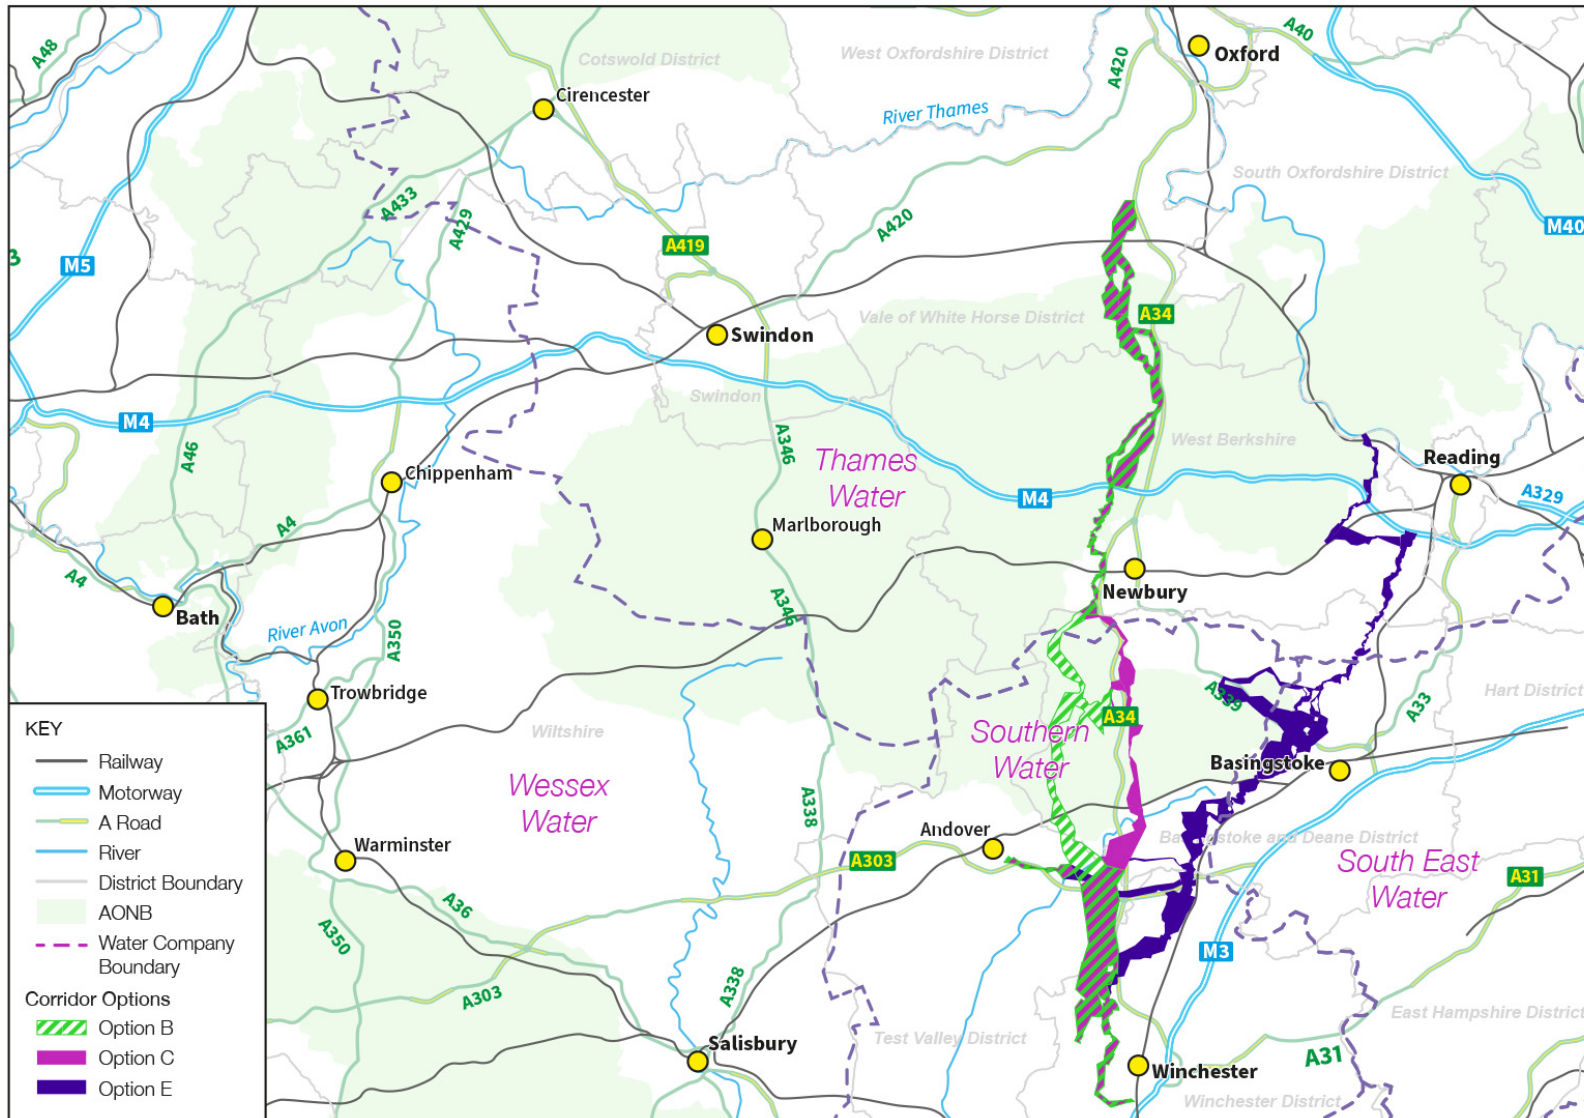 A48
Cotswold District
West Oxfordshire District
A420
Oxford
A40
Cirencester
River Thames
South Oxfordshire District
A433
A429
A420
M40
3
M5
A419
A34
Vale of White Horse District
Swindon
M4
Swindon
A46
A346
West Berkshire
Thames
Water
Reading
Chippenham
M4
A329
A4
Marlborough
A4
Bath
A346
Newbury
River Avon
A350
Trowbridge
A339
Hart District
A33
A34
KEY
A361
Wiltshire
Southern
Water
Basingstoke
Railway
Motorway
A Road
River
District Boundary
AONB
Water Company
Boundary
Corridor Options
Option B
Option C
Option E
Wessex
Water
A338
Andover
Warminster
A303
Basingstoke and Deane District
South East
Water
A31
A36
A350
M3
A338
A303
East Hampshire District
Test Valley District
Salisbury
A31
Winchester
Winchester District